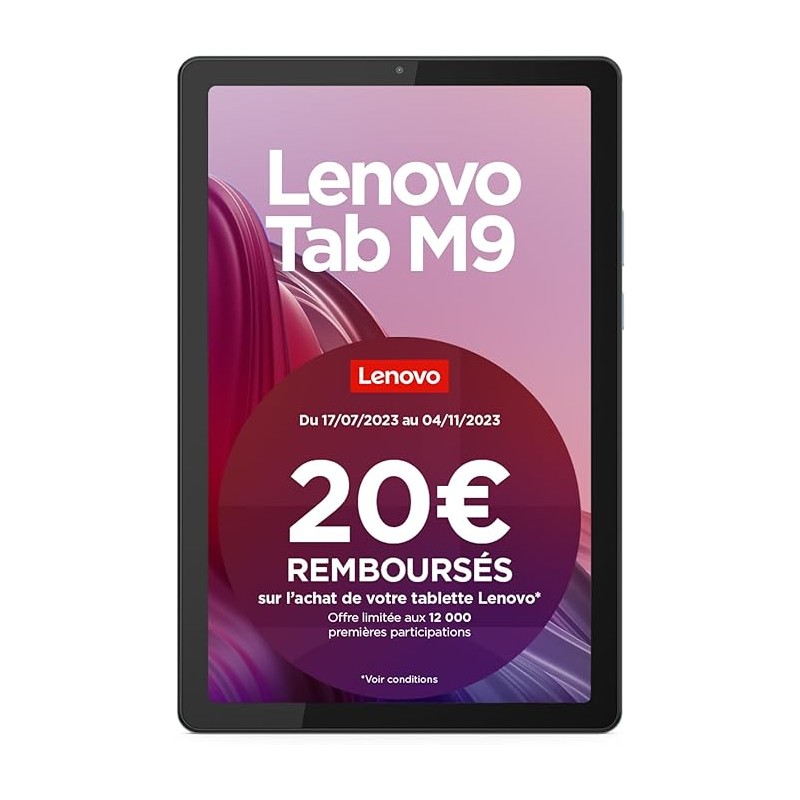 Lenovo
Tab M9
Lenovo
Du 17/07/2023 au 04/11/2023
20€
REMBOURSÉS
sur l'achat de votre tablette Lenovo*
Offre limitée aux 12 000
premières participations
*Voir conditions